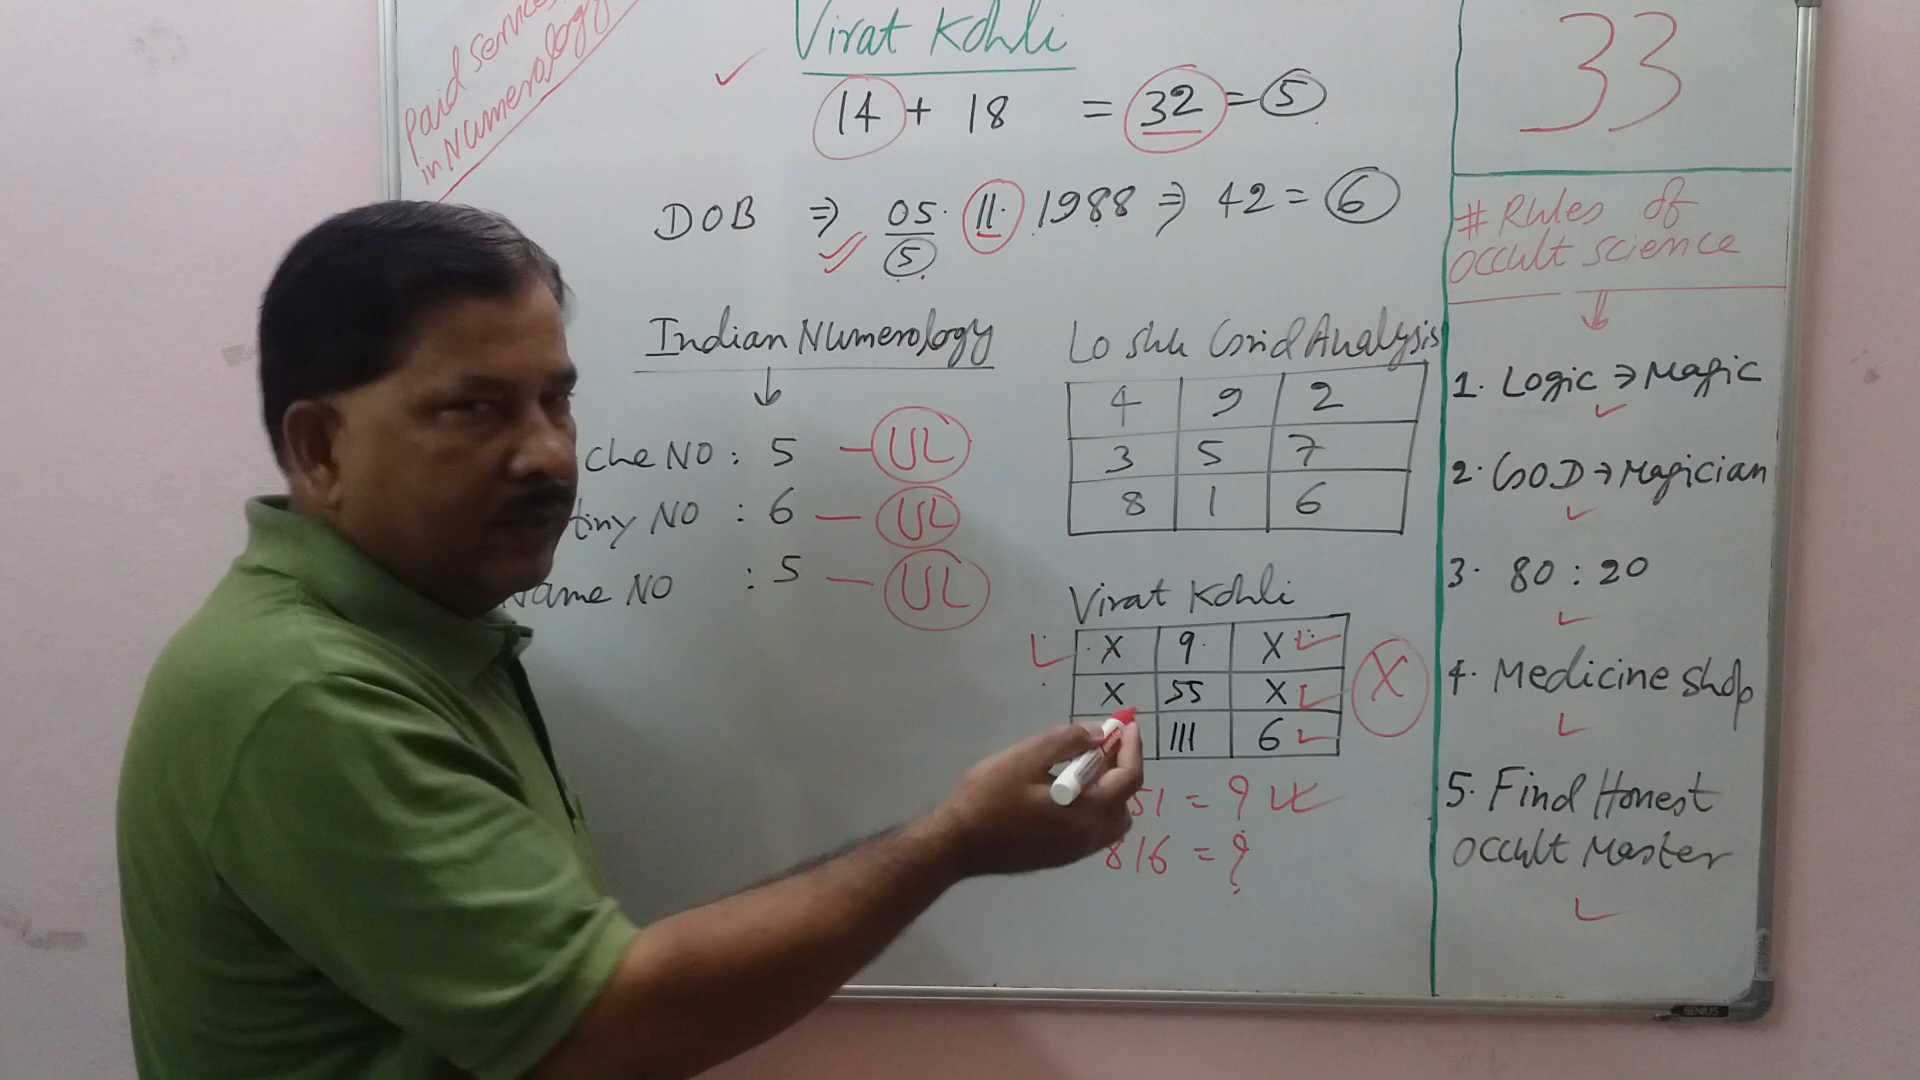 Paid services
in Numerology
Virat Kohli
14 + 18 = 32 = 5
DOB ⇒ 05. 11. 1988 ⇒ 42 = 6
5
Indian Numerology
che NO : 5 — UL
tiny NO : 6 — UL
Name NO : 5 — UL
Lo shu Grid Analysis
4 9 2
3 5 7
8 1 6
Virat Kohli
X 9 X
X 55 X
111 6
X
51 = 9
816 = ?
33
# Rules of
occult science
1. Logic ⇒ Magic
2. GOD → Magician
3. 80 : 20
4. Medicine Shop
5. Find Honest
occult Master
GENIUS